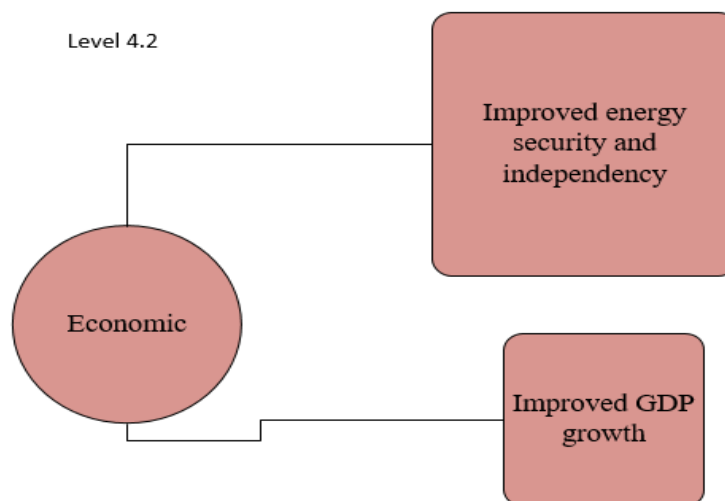 Level 4.2
Improved energy
security and
independency
Economic
Improved GDP
growth